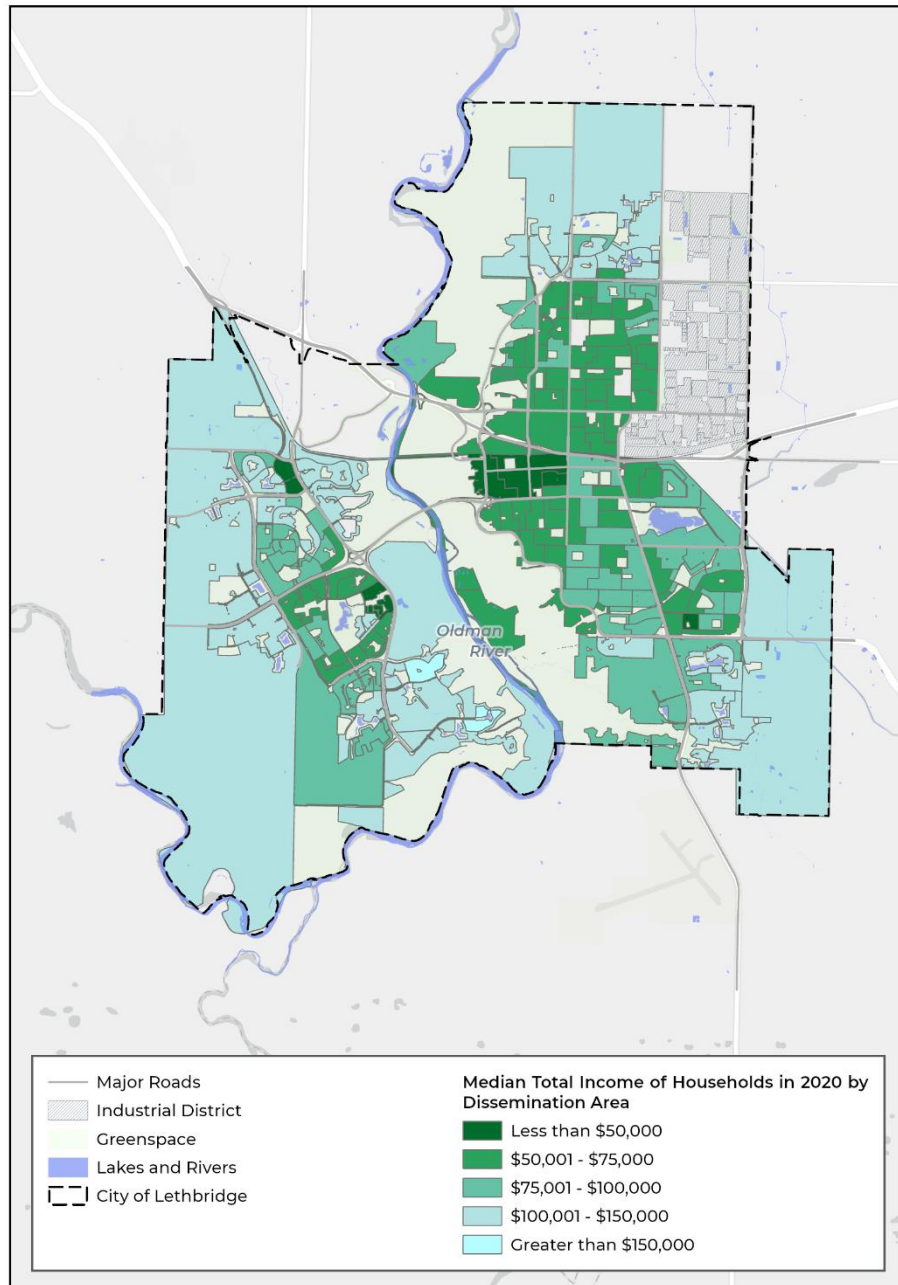 Oldman
River
Major Roads
Industrial District
Greenspace
Lakes and Rivers
City of Lethbridge
Median Total Income of Households in 2020 by
Dissemination Area
Less than $50,000
$50,001 - $75,000
$75,001 - $100,000
$100,001 - $150,000
Greater than $150,000